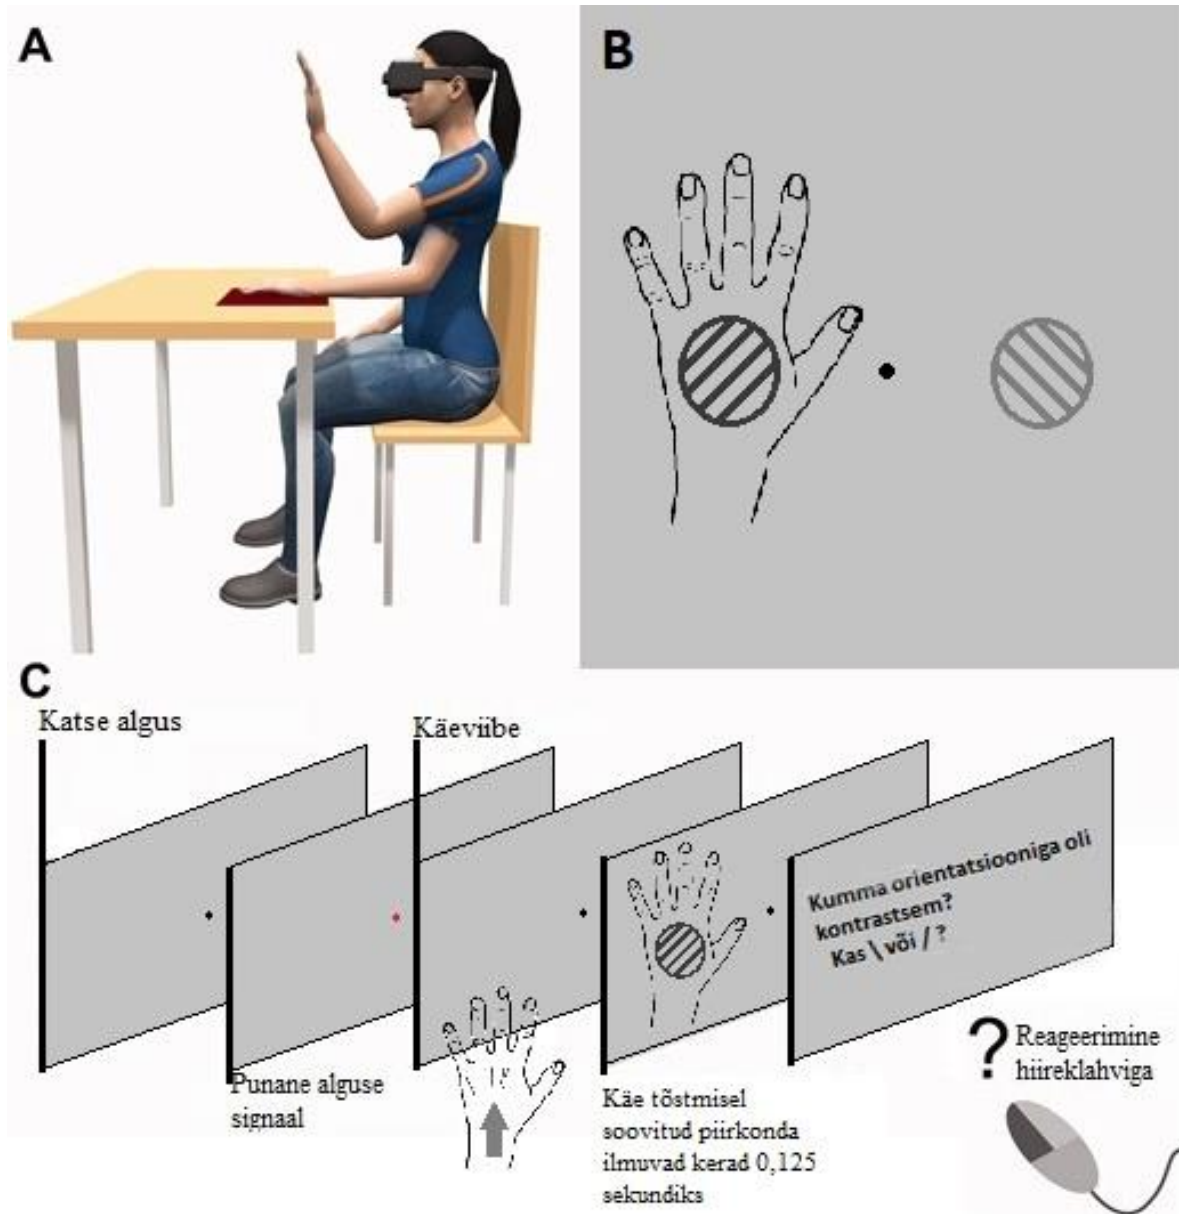 A
B
C
Katse algus
Käeviibe
Punane alguse
signaal
Käe tõstmisel
soovitud piirkonda
ilmuvad kerad 0,125
sekundiks
Kumma orientatsiooniga oli
kontrastsem?
Kas \ või / ?
? Reageerimine
hiireklahviga